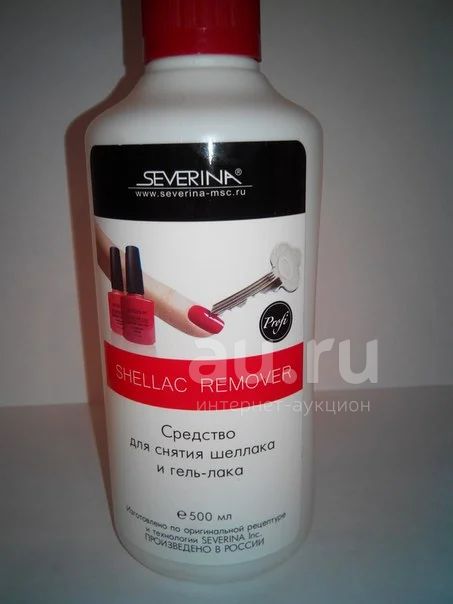 SEVERINA®
www.severina-msc.ru
Profi
SHELLAC REMOVER
au.ru
интернет-аукцион
Средство
для снятия шеллака
и гель-лака
℮ 500 мл
Изготовлено по оригинальной рецептуре
и технологии SEVERINA Inc.
ПРОИЗВЕДЕНО В РОССИИ